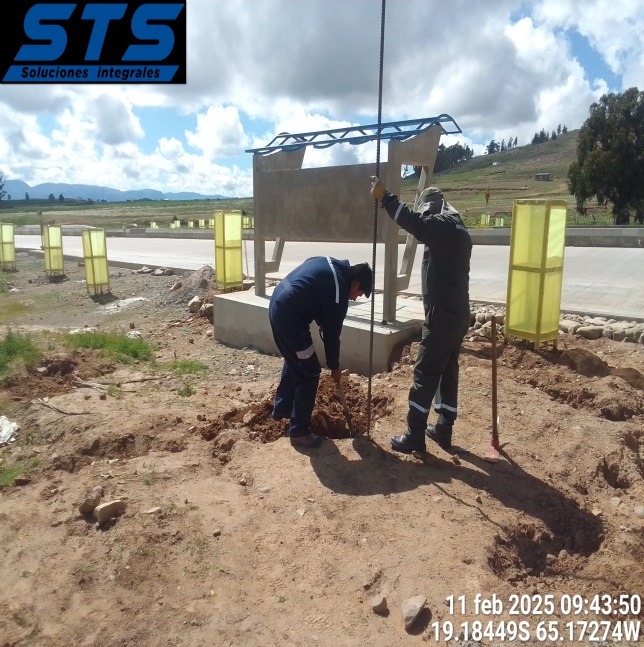 STS
Soluciones integrales
11 feb 2025 09:43:50
19.18449S 65.17274W